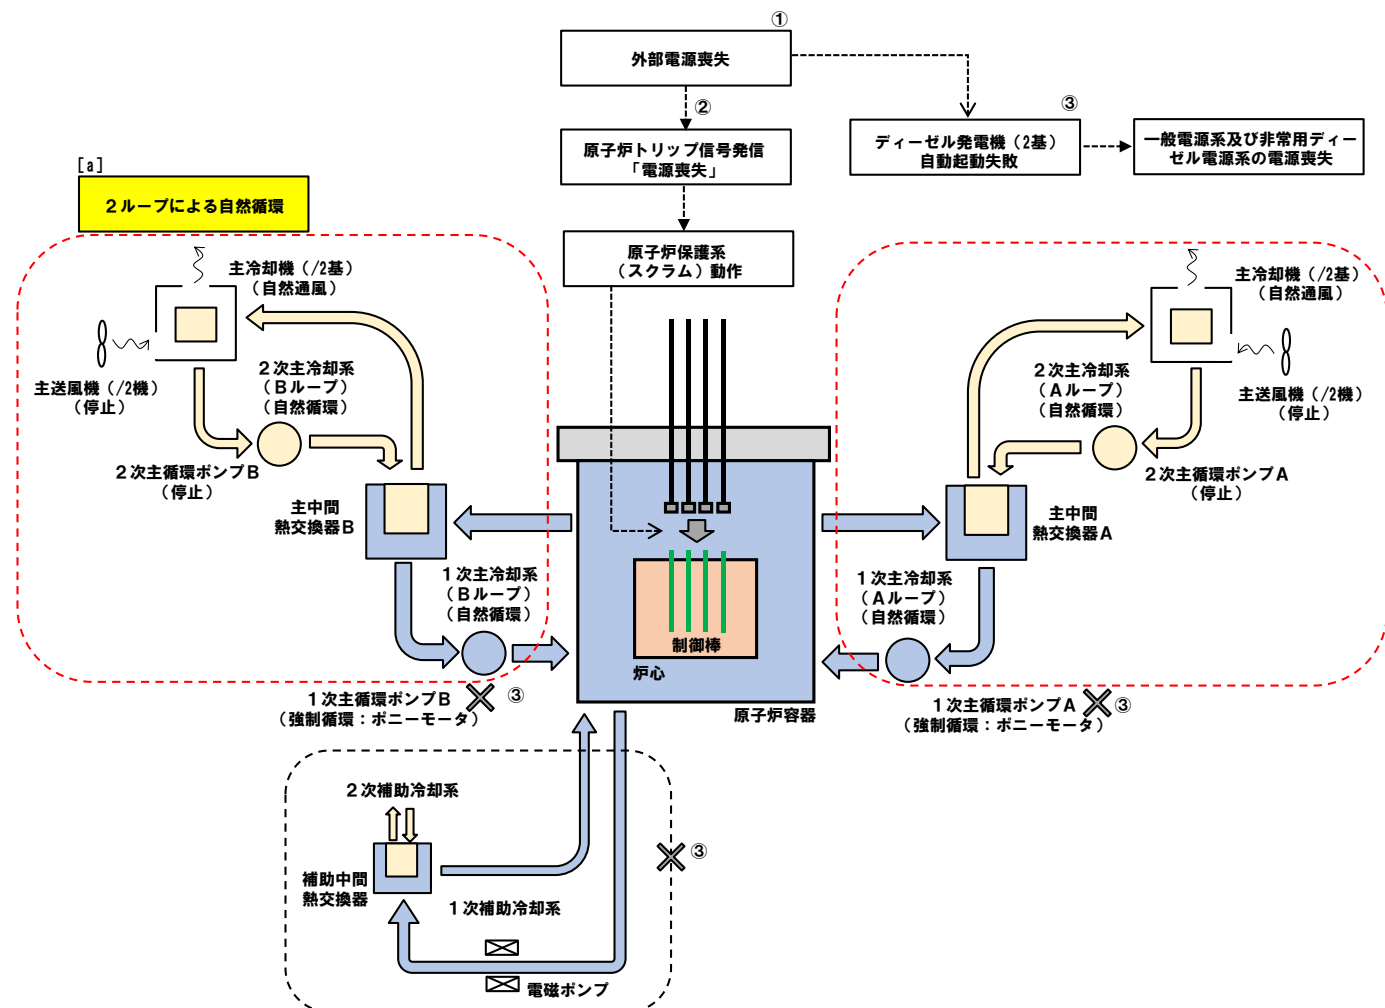 ①
外部電源喪失
②
③
原子炉トリップ信号発信
「電源喪失」
ディーゼル発電機（2基）
自動起動失敗
一般電源系及び非常用ディー
ゼル電源系の電源喪失
[a]
２ループによる自然循環
原子炉保護系
（スクラム）動作
主冷却機（/2基）
（自然通風）
主送風機（/2機）
（停止）
２次主冷却系
（Ｂループ）
（自然循環）
２次主循環ポンプＢ
（停止）
主中間
熱交換器Ｂ
１次主冷却系
（Ｂループ）
（自然循環）
１次主循環ポンプＢ
（強制循環：ポニーモータ）
③
主冷却機（/2基）
（自然通風）
主送風機（/2機）
（停止）
２次主冷却系
（Ａループ）
（自然循環）
２次主循環ポンプＡ
（停止）
主中間
熱交換器Ａ
１次主冷却系
（Ａループ）
（自然循環）
１次主循環ポンプＡ
（強制循環：ポニーモータ）
③
制御棒
炉心
原子炉容器
２次補助冷却系
③
補助中間
熱交換器
１次補助冷却系
電磁ポンプ